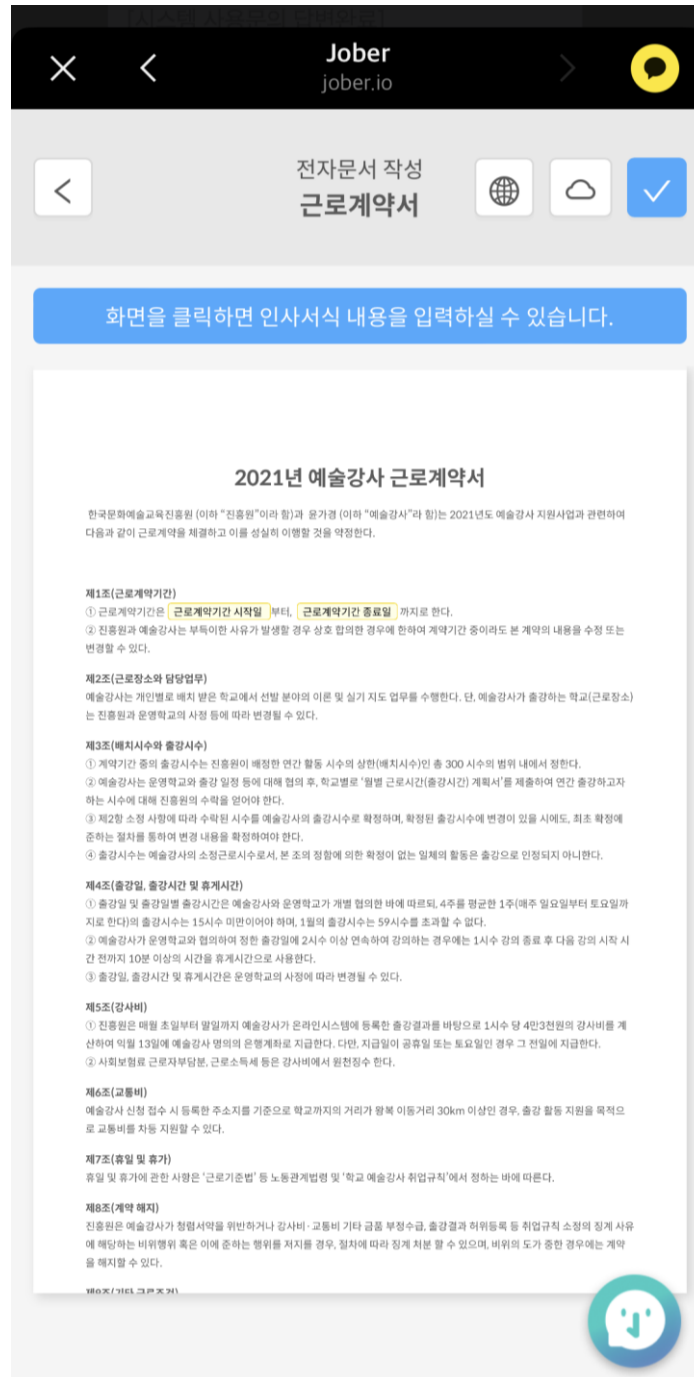 [시스템 사용문의 답변완료]
Jober
jober.io
전자문서 작성
근로계약서
화면을 클릭하면 인사서식 내용을 입력하실 수 있습니다.
2021년 예술강사 근로계약서
한국문화예술교육진흥원 (이하 “진흥원”이라 함)과 윤가경 (이하 “예술강사”라 함)는 2021년도 예술강사 지원사업과 관련하여
다음과 같이 근로계약을 체결하고 이를 성실히 이행할 것을 약정한다.
제1조(근로계약기간)
① 근로계약기간은 근로계약기간 시작일 부터, 근로계약기간 종료일 까지로 한다.
② 진흥원과 예술강사는 부득이한 사유가 발생할 경우 상호 합의한 경우에 한하여 계약기간 중이라도 본 계약의 내용을 수정 또는
변경할 수 있다.
제2조(근로장소와 담당업무)
예술강사는 개인별로 배치 받은 학교에서 선발 분야의 이론 및 실기 지도 업무를 수행한다. 단, 예술강사가 출강하는 학교(근로장소)
는 진흥원과 운영학교의 사정 등에 따라 변경될 수 있다.
제3조(배치시수와 출강시수)
① 계약기간 중의 출강시수는 진흥원이 배정한 연간 활동 시수의 상한(배치시수)인 총 300 시수의 범위 내에서 정한다.
② 예술강사는 운영학교와 출강 일정 등에 대해 협의 후, 학교별로 ‘월별 근로시간(출강시간) 계획서’를 제출하여 연간 출강하고자
하는 시수에 대해 진흥원의 수락을 얻어야 한다.
③ 제2항 소정 사항에 따라 수락된 시수를 예술강사의 출강시수로 확정하며, 확정된 출강시수에 변경이 있을 시에도, 최초 확정에
준하는 절차를 통하여 변경 내용을 확정하여야 한다.
④ 출강시수는 예술강사의 소정근로시수로서, 본 조의 정함에 의한 확정이 없는 일체의 활동은 출강으로 인정되지 아니한다.
제4조(출강일, 출강시간 및 휴게시간)
① 출강일 및 출강일별 출강시간은 예술강사와 운영학교가 개별 협의한 바에 따르되, 4주를 평균한 1주(매주 일요일부터 토요일까
지로 한다)의 출강시수는 15시수 미만이어야 하며, 1월의 출강시수는 59시수를 초과할 수 없다.
② 예술강사가 운영학교와 협의하여 정한 출강일에 2시수 이상 연속하여 강의하는 경우에는 1시수 강의 종료 후 다음 강의 시작 시
간 전까지 10분 이상의 시간을 휴게시간으로 사용한다.
③ 출강일, 출강시간 및 휴게시간은 운영학교의 사정에 따라 변경될 수 있다.
제5조(강사비)
① 진흥원은 매월 초일부터 말일까지 예술강사가 온라인시스템에 등록한 출강결과를 바탕으로 1시수 당 4만3천원의 강사비를 계
산하여 익월 13일에 예술강사 명의의 은행계좌로 지급한다. 다만, 지급일이 공휴일 또는 토요일인 경우 그 전일에 지급한다.
② 사회보험료 근로자부담분, 근로소득세 등은 강사비에서 원천징수 한다.
제6조(교통비)
예술강사 신청 접수 시 등록한 주소지를 기준으로 학교까지의 거리가 왕복 이동거리 30km 이상인 경우, 출강 활동 지원을 목적으
로 교통비를 차등 지원할 수 있다.
제7조(휴일 및 휴가)
휴일 및 휴가에 관한 사항은 ‘근로기준법’ 등 노동관계법령 및 ‘학교 예술강사 취업규칙’에서 정하는 바에 따른다.
제8조(계약 해지)
진흥원은 예술강사가 청렴서약을 위반하거나 강사비·교통비 기타 금품 부정수급, 출강결과 허위등록 등 취업규칙 소정의 징계 사유
에 해당하는 비위행위 혹은 이에 준하는 행위를 저지를 경우, 절차에 따라 징계 처분 할 수 있으며, 비위의 도가 중한 경우에는 계약
을 해지할 수 있다.
제9조(기타 근로조건)